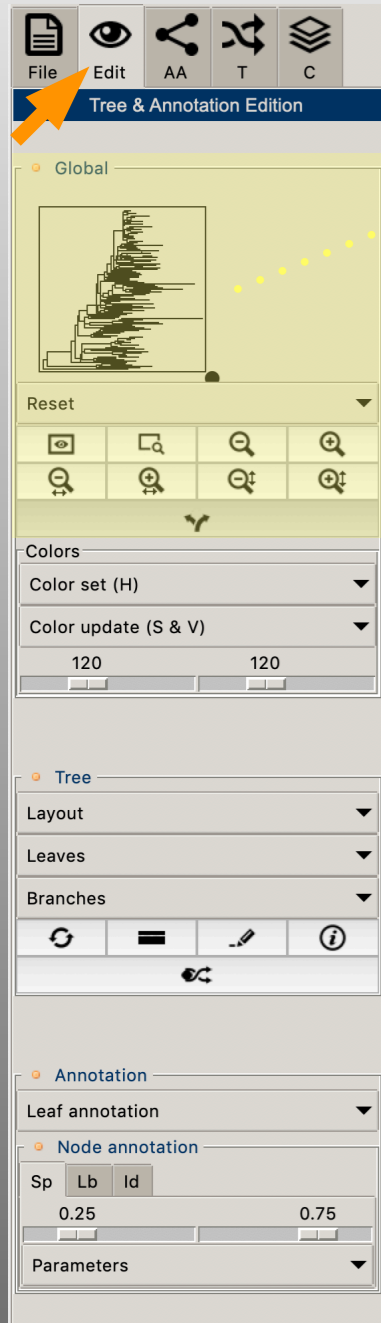 File Edit AA T C
Tree & Annotation Edition
Global
Reset
Colors
Color set (H)
Color update (S & V)
120 120
Tree
Layout
Leaves
Branches
Annotation
Leaf annotation
Node annotation
Sp Lb Id
0.25 0.75
Parameters